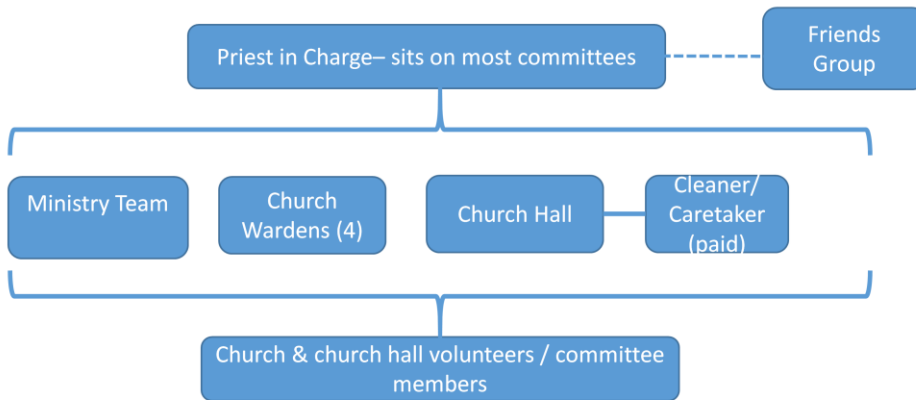 Priest in Charge– sits on most committees
Friends
Group
Ministry Team
Church
Wardens (4)
Church Hall
Cleaner/
Caretaker
(paid)
Church & church hall volunteers / committee
members